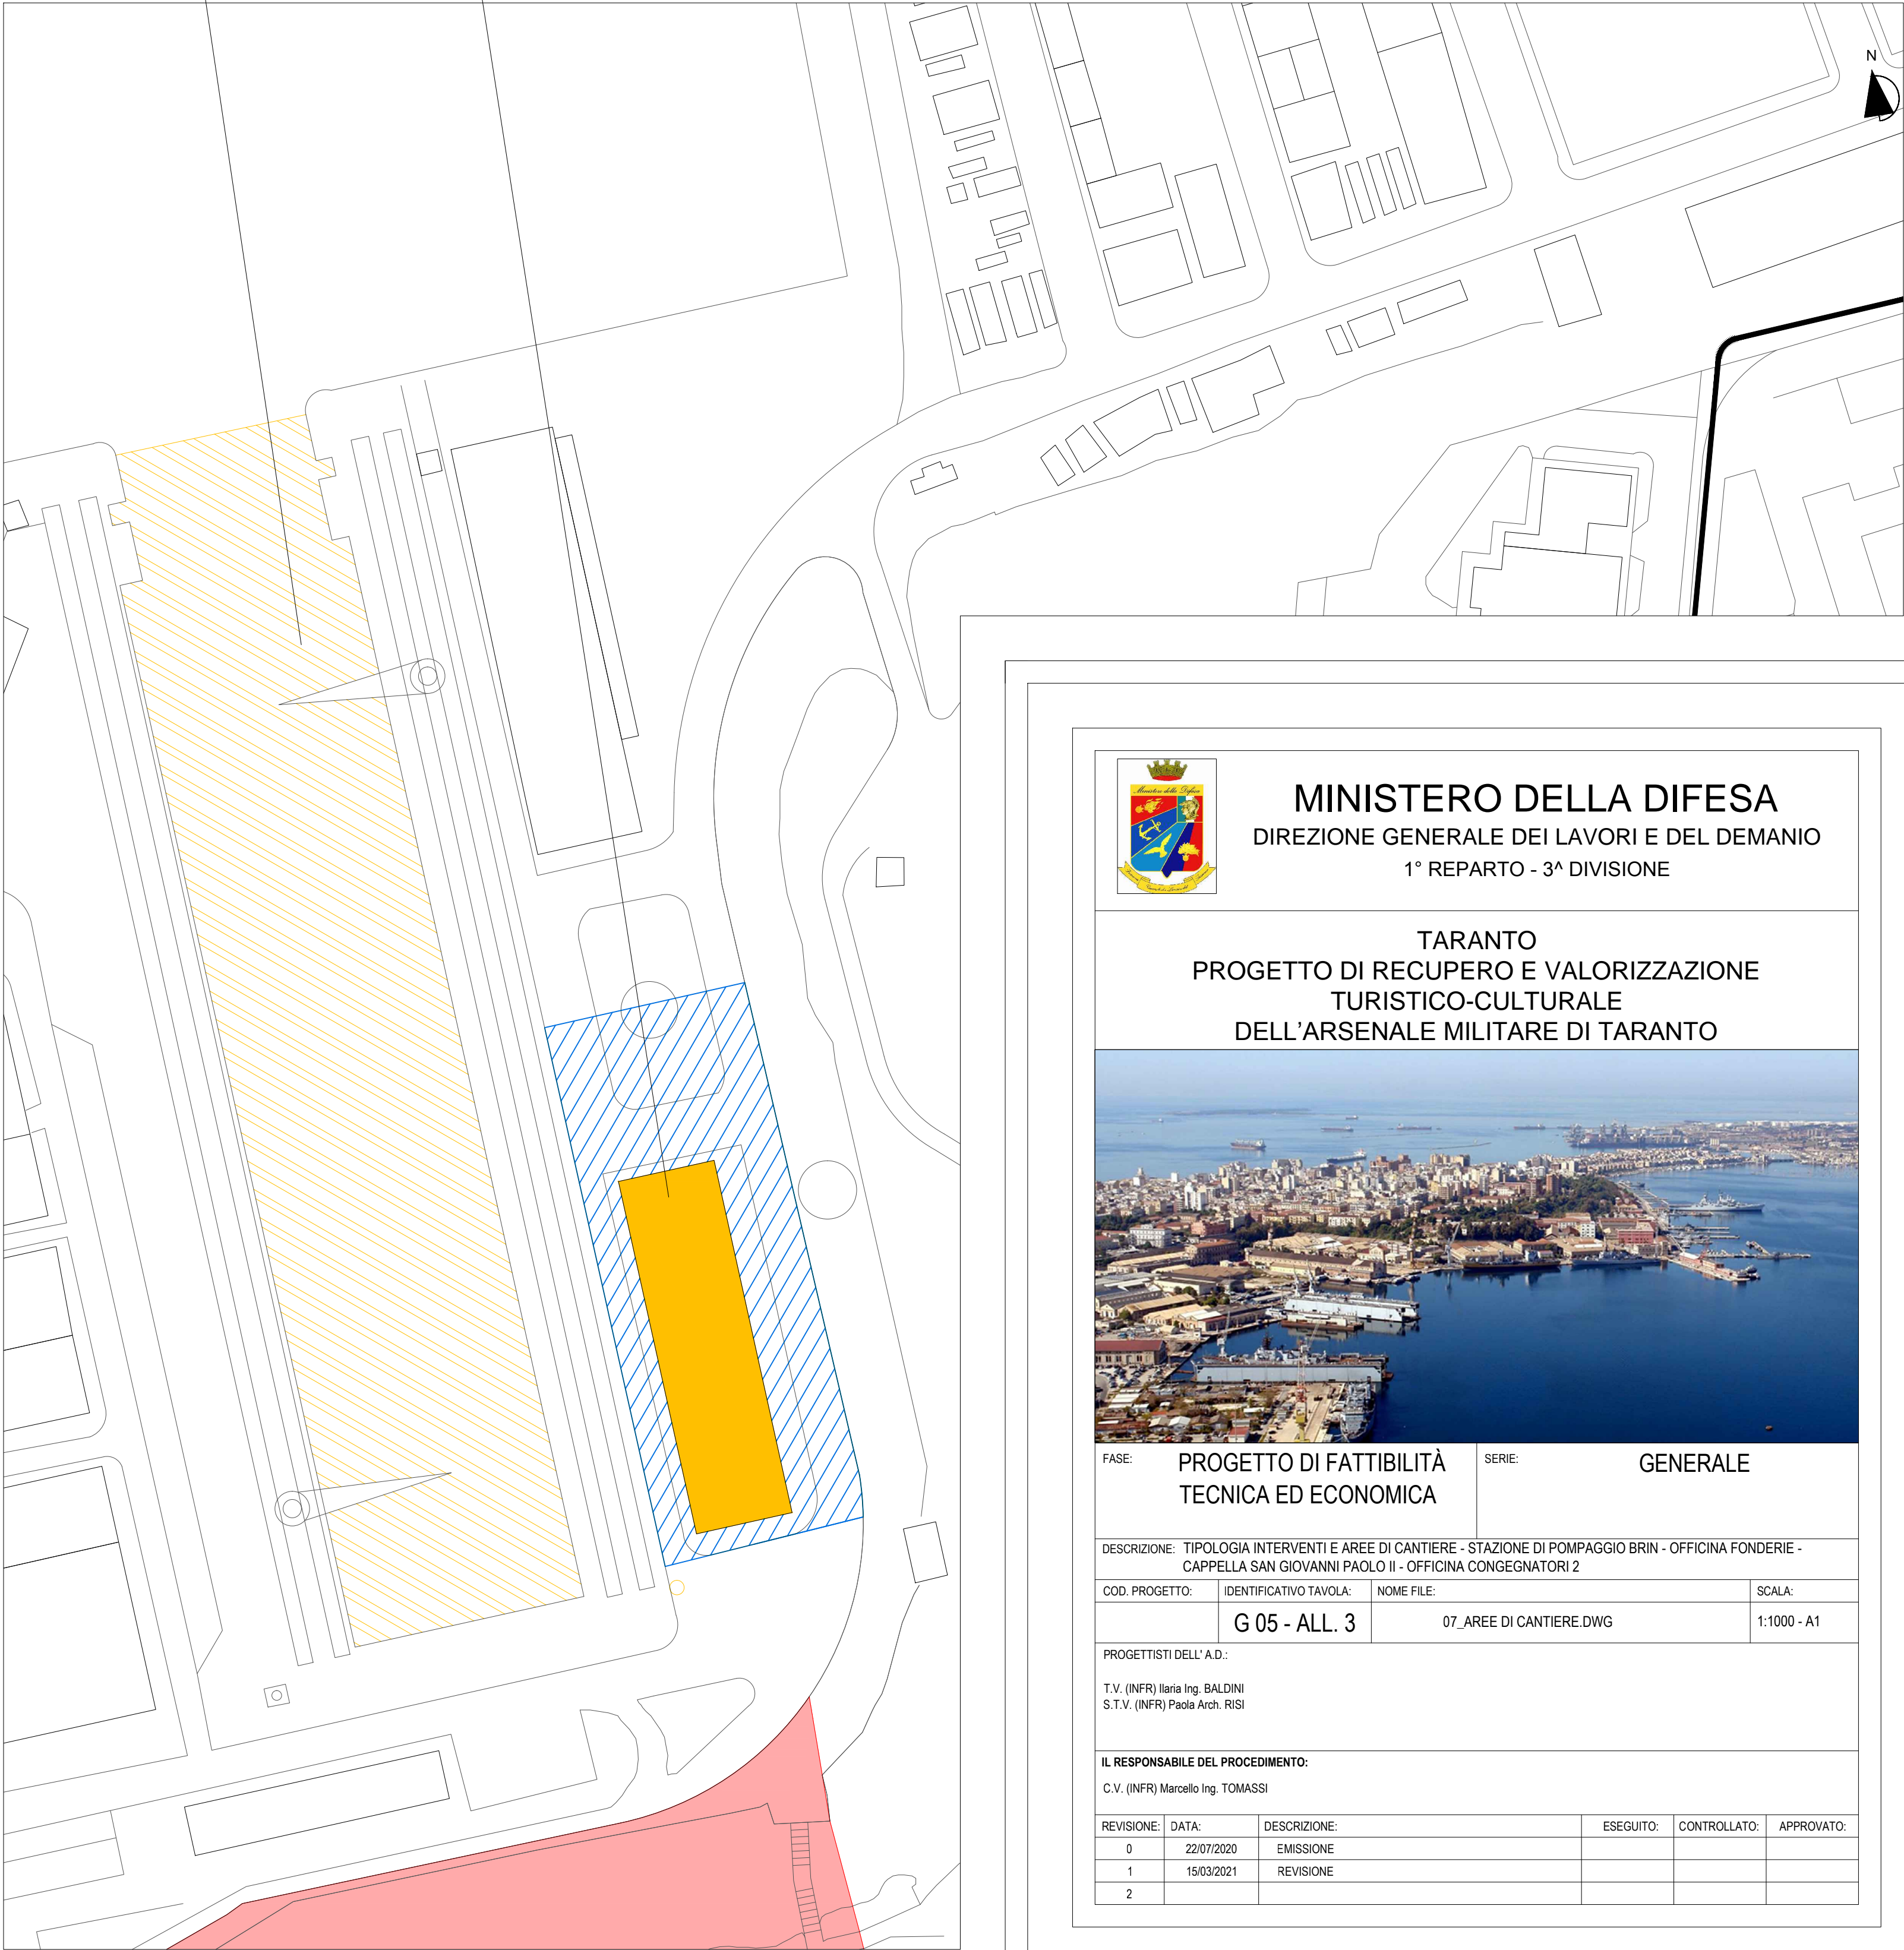 N
Ministero della Difesa
MINISTERO DELLA DIFESA
DIREZIONE GENERALE DEI LAVORI E DEL DEMANIO
1° REPARTO - 3^ DIVISIONE
TARANTO
PROGETTO DI RECUPERO E VALORIZZAZIONE
TURISTICO-CULTURALE
DELL'ARSENALE MILITARE DI TARANTO
FASE: PROGETTO DI FATTIBILITÀ
TECNICA ED ECONOMICA
SERIE: GENERALE
DESCRIZIONE: TIPOLOGIA INTERVENTI E AREE DI CANTIERE - STAZIONE DI POMPAGGIO BRIN - OFFICINA FONDERIE -
CAPPELLA SAN GIOVANNI PAOLO II - OFFICINA CONGEGNATORI 2
COD. PROGETTO: IDENTIFICATIVO TAVOLA: NOME FILE: SCALA:
G 05 - ALL. 3 07_AREE DI CANTIERE.DWG 1:1000 - A1
PROGETTISTI DELL' A.D.:
T.V. (INFR) Ilaria Ing. BALDINI
S.T.V. (INFR) Paola Arch. RISI
IL RESPONSABILE DEL PROCEDIMENTO:
C.V. (INFR) Marcello Ing. TOMASSI
REVISIONE: DATA: DESCRIZIONE: ESEGUITO: CONTROLLATO: APPROVATO:
0 22/07/2020 EMISSIONE
1 15/03/2021 REVISIONE
2